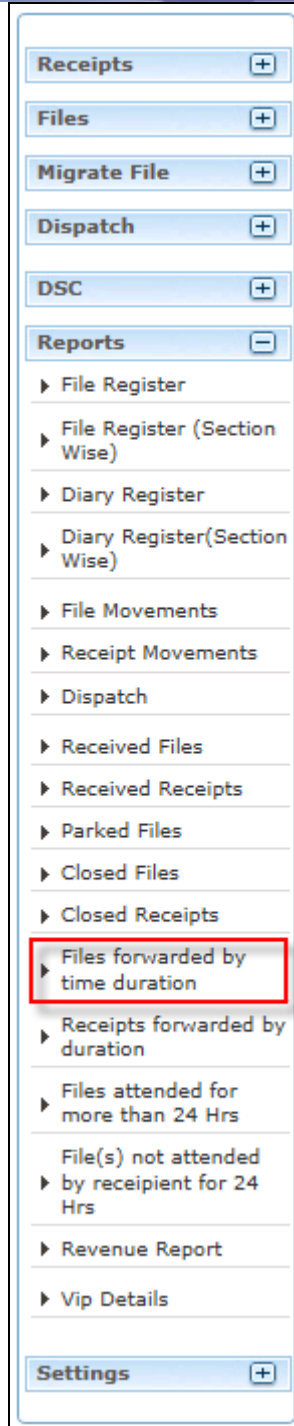 Receipts
Files
Migrate File
Dispatch
DSC
Reports
File Register
File Register (Section
Wise)
Diary Register
Diary Register(Section
Wise)
File Movements
Receipt Movements
Dispatch
Received Files
Received Receipts
Parked Files
Closed Files
Closed Receipts
Files forwarded by
time duration
Receipts forwarded by
duration
Files attended for
more than 24 Hrs
File(s) not attended
by receipient for 24
Hrs
Revenue Report
Vip Details
Settings